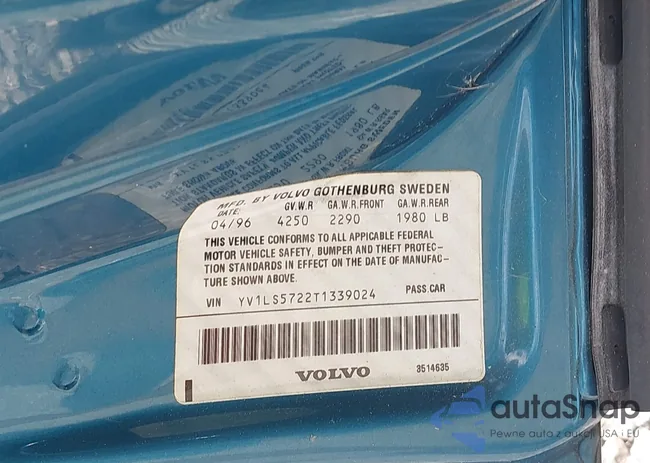 MFD. BY VOLVO GOTHENBURG SWEDEN
DATE: GV.W.R GA.W.R.FRONT GA.W.R.REAR
04/96 4250 2290 1980 LB
THIS VEHICLE CONFORMS TO ALL APPLICABLE FEDERAL
MOTOR VEHICLE SAFETY, BUMPER AND THEFT PROTEC-
TION STANDARDS IN EFFECT ON THE DATE OF MANUFAC-
TURE SHOWN ABOVE.
VIN YV1LS5722T1339024 PASS.CAR
VOLVO 3514635
autaSnap
Pewne auta z aukcji USA i EU